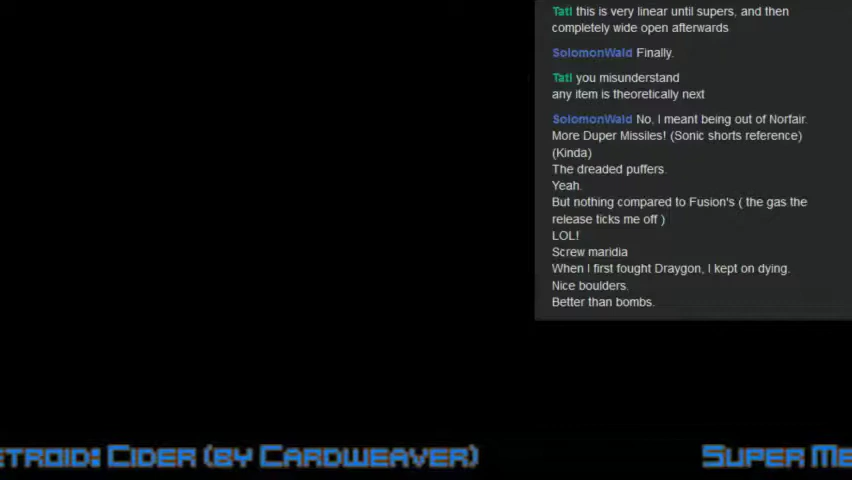 Tatl this is very linear until supers, and then
completely wide open afterwards
SolomonWald Finally.
Tatl you misunderstand
any item is theoretically next
SolomonWald No, I meant being out of Norfair.
More Duper Missiles! (Sonic shorts reference)
(Kinda)
The dreaded puffers.
Yeah.
But nothing compared to Fusion's ( the gas the
release ticks me off )
LOL!
Screw maridia
When I first fought Draygon, I kept on dying.
Nice boulders.
Better than bombs.
etroid: Cider (by Cardweaver) Super Me